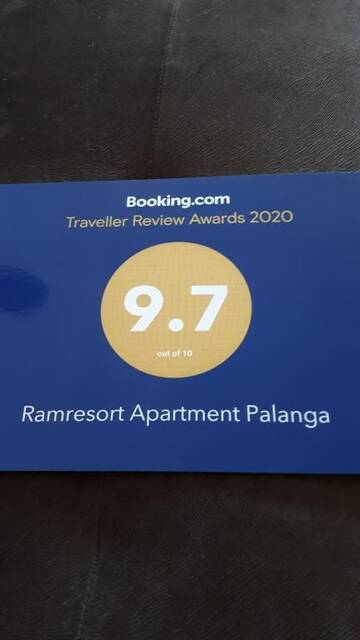 Booking.com
Traveller Review Awards 2020
9.7
out of 10
Ramresort Apartment Palanga